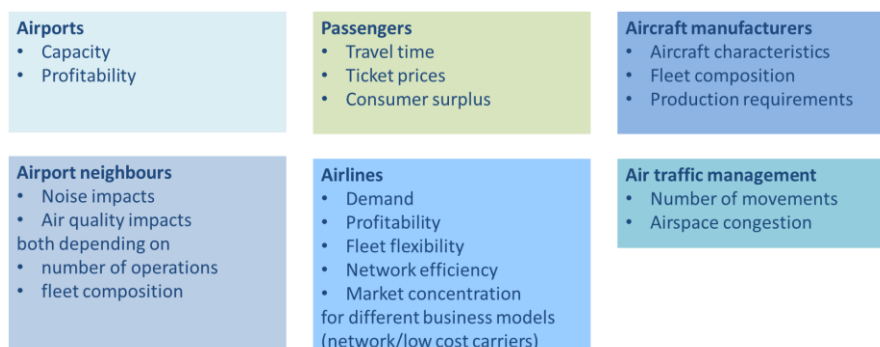 Airports
• Capacity
• Profitability
Passengers
• Travel time
• Ticket prices
• Consumer surplus
Aircraft manufacturers
• Aircraft characteristics
• Fleet composition
• Production requirements
Airport neighbours
• Noise impacts
• Air quality impacts
both depending on
• number of operations
• fleet composition
Airlines
• Demand
• Profitability
• Fleet flexibility
• Network efficiency
• Market concentration
for different business models
(network/low cost carriers)
Air traffic management
• Number of movements
• Airspace congestion